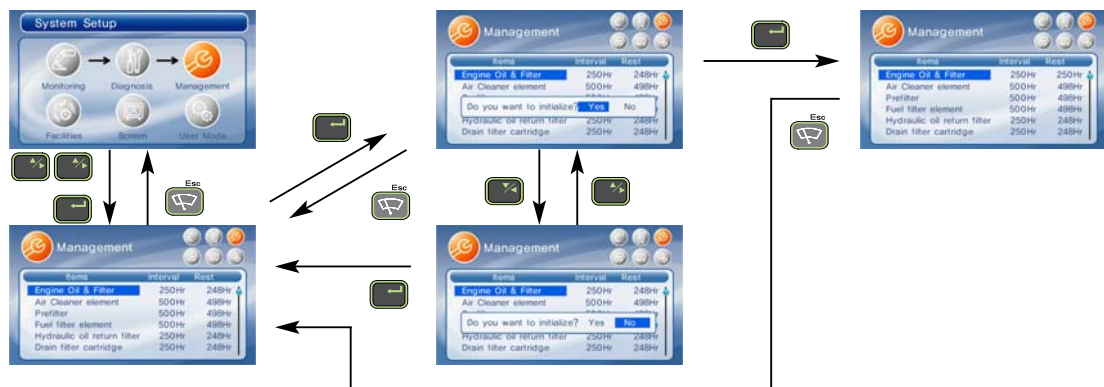 System Setup
Monitoring Diagnosis Management
Facilities Screen User Mode
Esc
Management
Items Interval Rest
Engine Oil & Filter 250Hr 248Hr
Air Cleaner element 500Hr 498Hr
Do you want to initialize? Yes No
Hydraulic oil return filter 250Hr 248Hr
Drain filter cartridge 250Hr 248Hr
Esc
Management
Items Interval Rest
Engine Oil & Filter 250Hr 250Hr
Air Cleaner element 500Hr 498Hr
Prefilter 500Hr 498Hr
Fuel filter element 500Hr 498Hr
Hydraulic oil return filter 250Hr 248Hr
Drain filter cartridge 250Hr 248Hr
Esc
Management
Items Interval Rest
Engine Oil & Filter 250Hr 248Hr
Air Cleaner element 500Hr 498Hr
Prefilter 500Hr 498Hr
Fuel filter element 500Hr 498Hr
Hydraulic oil return filter 250Hr 248Hr
Drain filter cartridge 250Hr 248Hr
Management
Items Interval Rest
Engine Oil & Filter 250Hr 248Hr
Air Cleaner element 500Hr 498Hr
Do you want to initialize? Yes No
Hydraulic oil return filter 250Hr 248Hr
Drain filter cartridge 250Hr 248Hr